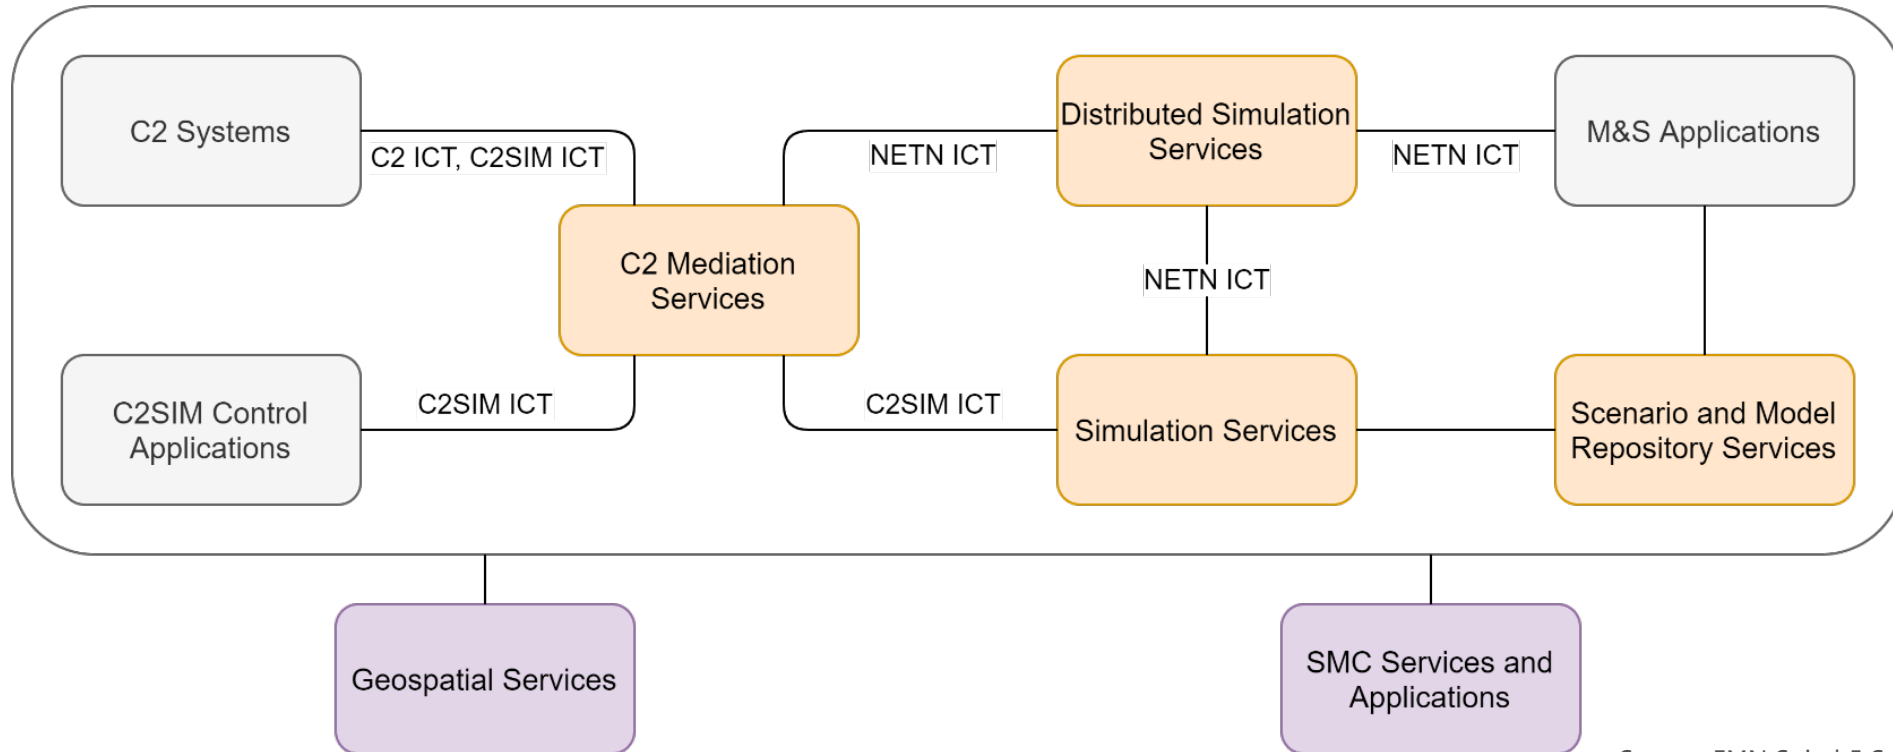 C2 Systems
C2 ICT, C2SIM ICT
NETN ICT
Distributed Simulation
Services
NETN ICT
M&S Applications
C2 Mediation
Services
NETN ICT
C2SIM Control
Applications
C2SIM ICT
C2SIM ICT
Simulation Services
Scenario and Model
Repository Services
Geospatial Services
SMC Services and
Applications